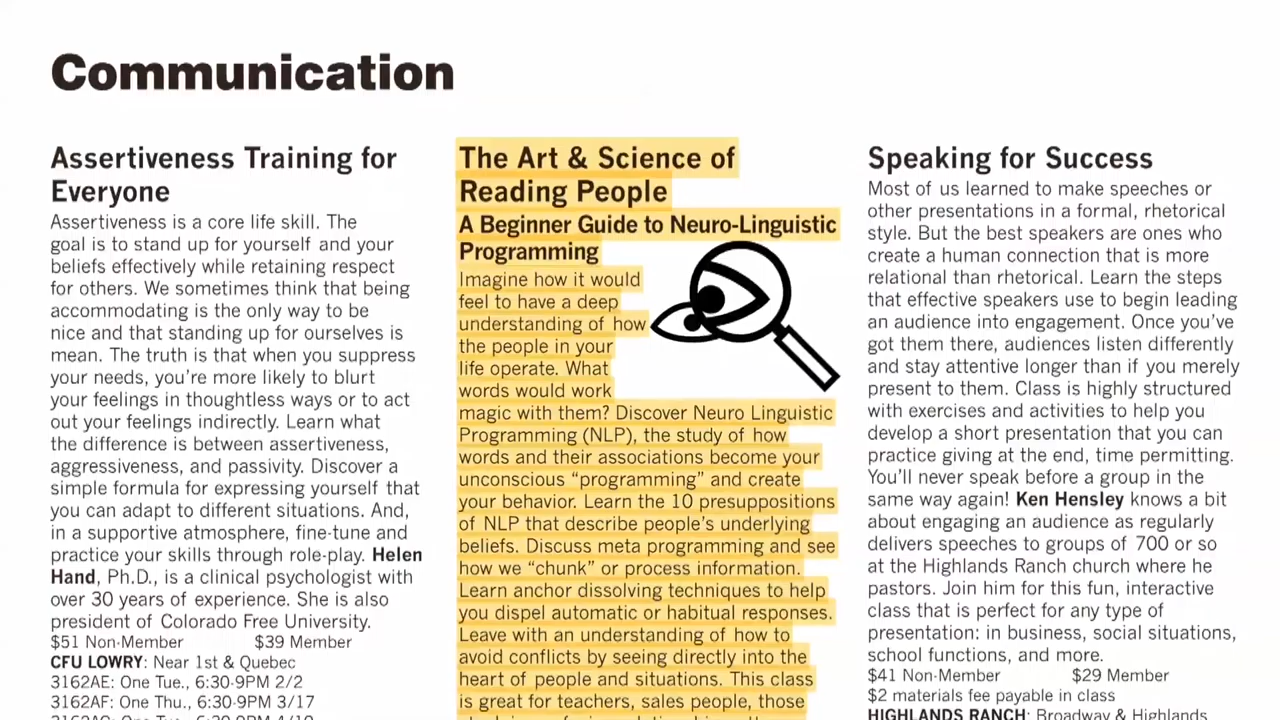 Communication
Assertiveness Training for
Everyone
Assertiveness is a core life skill. The
goal is to stand up for yourself and your
beliefs effectively while retaining respect
for others. We sometimes think that being
accommodating is the only way to be
nice and that standing up for ourselves is
mean. The truth is that when you suppress
your needs, you’re more likely to blurt
your feelings in thoughtless ways or to act
out your feelings indirectly. Learn what
the difference is between assertiveness,
aggressiveness, and passivity. Discover a
simple formula for expressing yourself that
you can adapt to different situations. And,
in a supportive atmosphere, fine-tune and
practice your skills through role-play. Helen
Hand, Ph.D., is a clinical psychologist with
over 30 years of experience. She is also
president of Colorado Free University.
$51 Non-Member $39 Member
CFU LOWRY: Near 1st & Quebec
3162AE: One Tue., 6:30-9PM 2/2
3162AF: One Thu., 6:30-9PM 3/17
The Art & Science of
Reading People
A Beginner Guide to Neuro-Linguistic
Programming
Imagine how it would
feel to have a deep
understanding of how
the people in your
life operate. What
words would work
magic with them? Discover Neuro Linguistic
Programming (NLP), the study of how
words and their associations become your
unconscious “programming” and create
your behavior. Learn the 10 presuppositions
of NLP that describe people’s underlying
beliefs. Discuss meta programming and see
how we “chunk” or process information.
Learn anchor dissolving techniques to help
you dispel automatic or habitual responses.
Leave with an understanding of how to
avoid conflicts by seeing directly into the
heart of people and situations. This class
is great for teachers, sales people, those
Speaking for Success
Most of us learned to make speeches or
other presentations in a formal, rhetorical
style. But the best speakers are ones who
create a human connection that is more
relational than rhetorical. Learn the steps
that effective speakers use to begin leading
an audience into engagement. Once you’ve
got them there, audiences listen differently
and stay attentive longer than if you merely
present to them. Class is highly structured
with exercises and activities to help you
develop a short presentation that you can
practice giving at the end, time permitting.
You’ll never speak before a group in the
same way again! Ken Hensley knows a bit
about engaging an audience as regularly
delivers speeches to groups of 700 or so
at the Highlands Ranch church where he
pastors. Join him for this fun, interactive
class that is perfect for any type of
presentation: in business, social situations,
school functions, and more.
$41 Non-Member $29 Member
$2 materials fee payable in class
HIGHLANDS RANCH: Broadway & Highlands